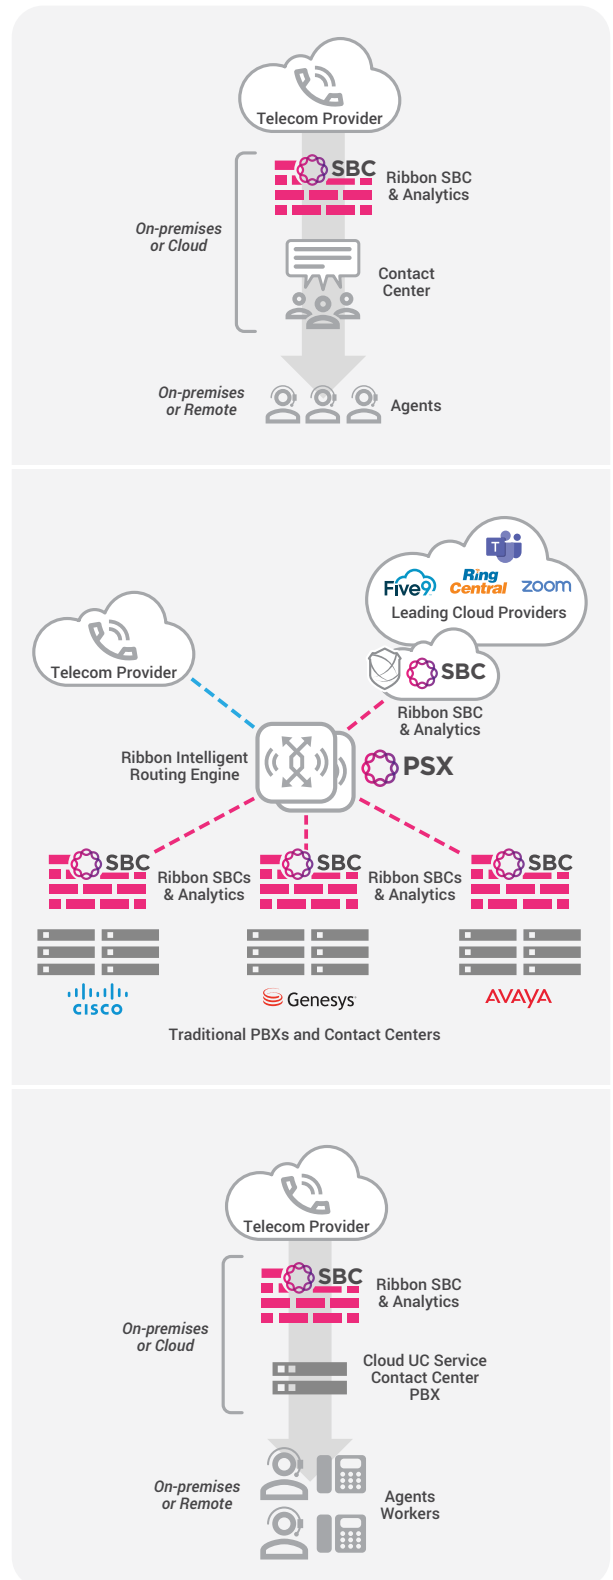 Telecom Provider
SBC
Ribbon SBC
& Analytics
On-premises
or Cloud
Contact
Center
On-premises
or Remote
Agents
T
Five9
Ring
Central
zoom
Leading Cloud Providers
Telecom Provider
SBC
Ribbon SBC
& Analytics
Ribbon Intelligent
Routing Engine
PSX
SBC
Ribbon SBCs
& Analytics
SBC
Ribbon SBCs
& Analytics
SBC
CISCO
Genesys
AVAYA
Traditional PBXs and Contact Centers
Telecom Provider
SBC
Ribbon SBC
& Analytics
On-premises
or Cloud
Cloud UC Service
Contact Center
PBX
On-premises
or Remote
Agents
Workers